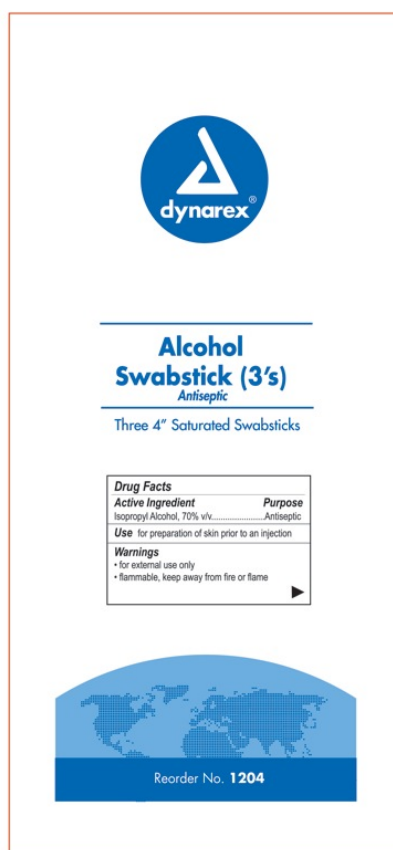 dynarex®
Alcohol
Swabstick (3's)
Antiseptic
Three 4" Saturated Swabsticks
Drug Facts
Active Ingredient Purpose
Isopropyl Alcohol, 70% v/v......................Antiseptic
Use for preparation of skin prior to an injection
Warnings
• for external use only
• flammable, keep away from fire or flame
Reorder No. 1204